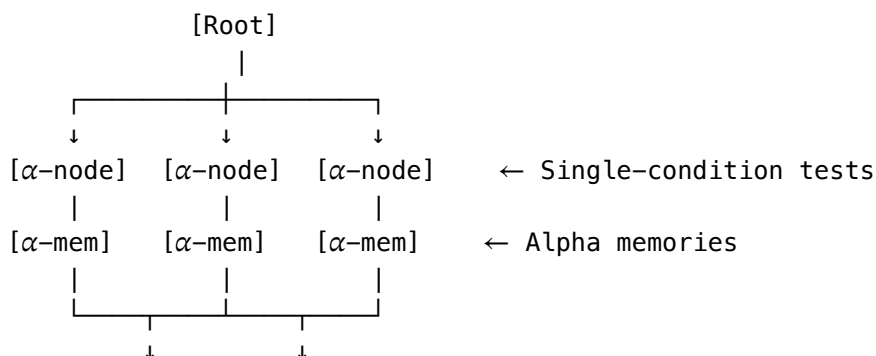 [Root]
[α-node] [α-node] [α-node] ← Single-condition tests
[α-mem] [α-mem] [α-mem] ← Alpha memories